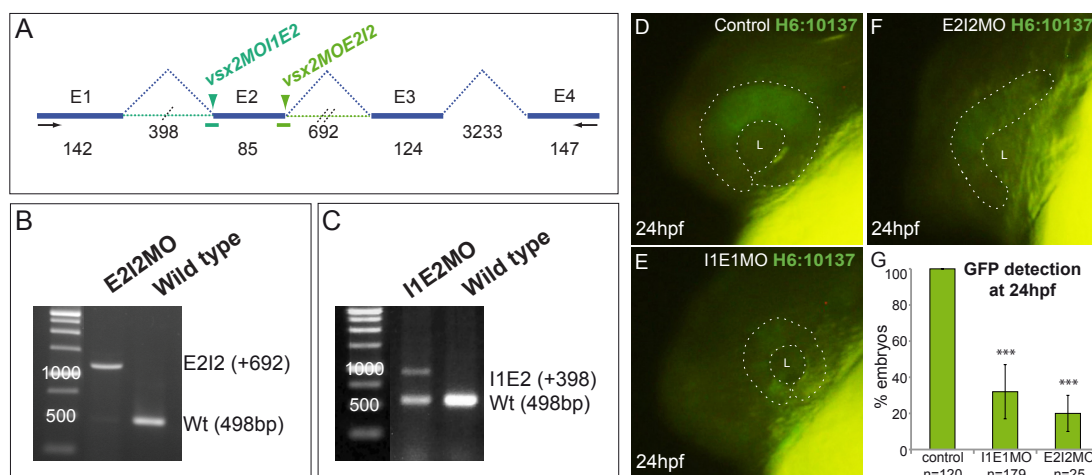 A
vsx2MOI1E2
vsx2MOE2I2
E1 E2 E3 E4
398 692 3233
142 85 124 147
B
E2I2MO
Wild type
1000
500
E2I2 (+692)
Wt (498bp)
C
I1E2MO
Wild type
1000
500
I1E2 (+398)
Wt (498bp)
D Control H6:10137
L
24hpf
E I1E1MO H6:10137
L
24hpf
F E2I2MO H6:10137
L
24hpf
G GFP detection
at 24hpf
% embryos
100
80
60
40
20
0
***
***
control I1E1MO E2I2MO
n=120 n=179 n=25